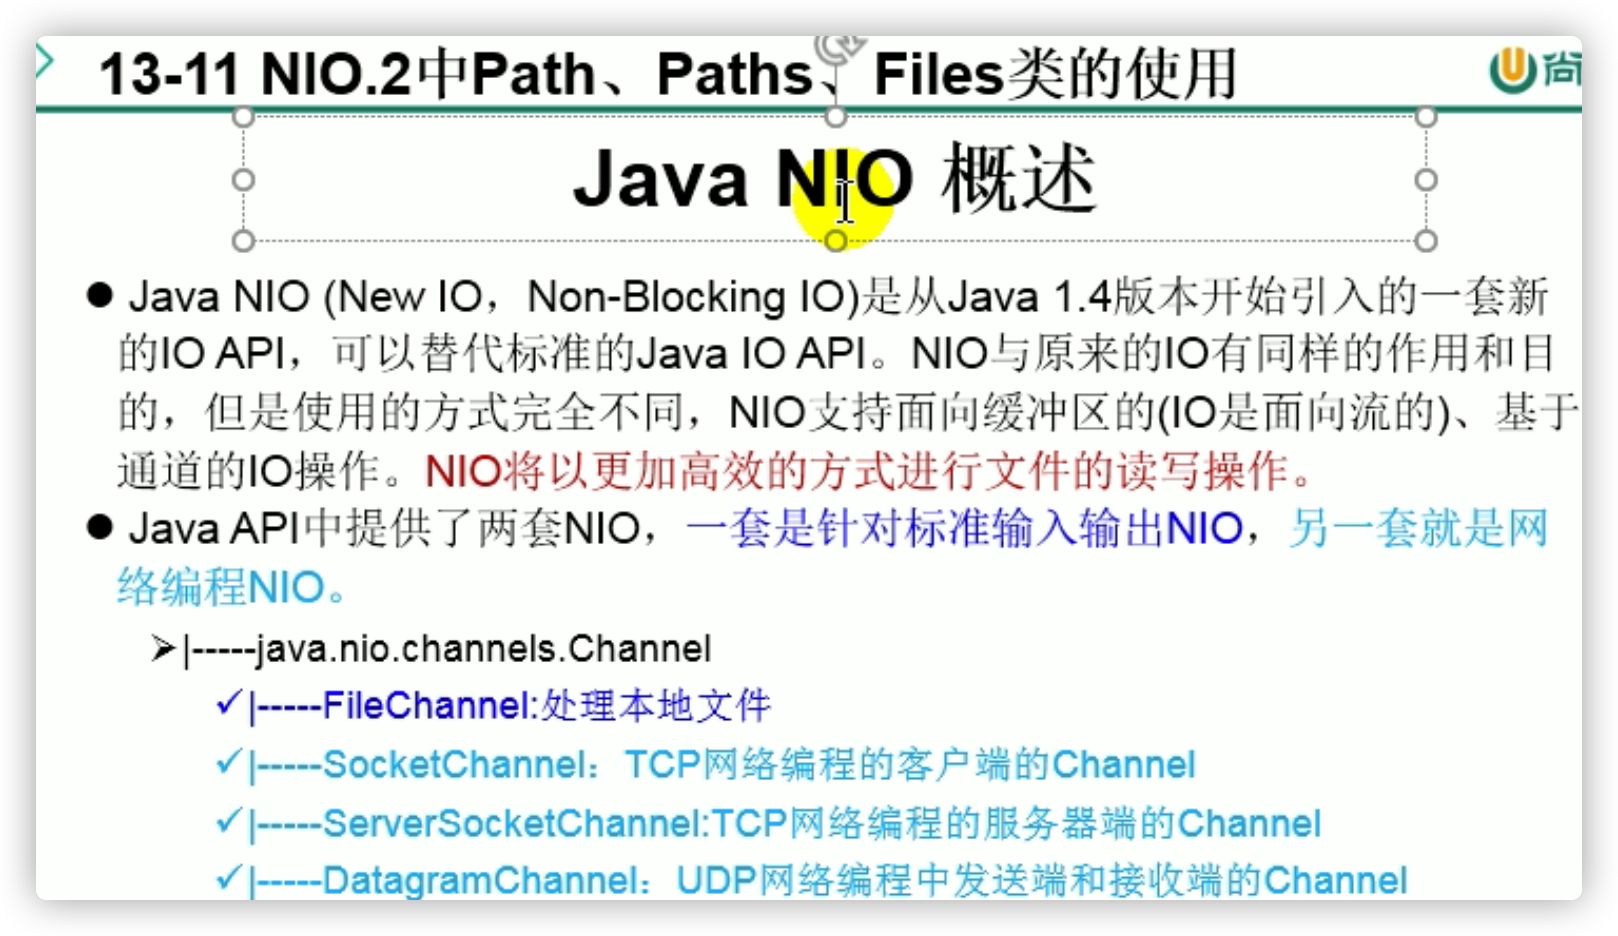 13-11 NIO.2中Path、Paths、Files类的使用
尚
Java NIO 概述
● Java NIO (New IO，Non-Blocking IO)是从Java 1.4版本开始引入的一套新
的IO API，可以替代标准的Java IO API。NIO与原来的IO有同样的作用和目
的，但是使用的方式完全不同，NIO支持面向缓冲区的(IO是面向流的)、基于
通道的IO操作。NIO将以更加高效的方式进行文件的读写操作。
● Java API中提供了两套NIO，一套是针对标准输入输出NIO，另一套就是网
络编程NIO。
➢|-----java.nio.channels.Channel
✓|-----FileChannel:处理本地文件
✓|-----SocketChannel：TCP网络编程的客户端的Channel
✓|-----ServerSocketChannel:TCP网络编程的服务器端的Channel
✓|-----DatagramChannel：UDP网络编程中发送端和接收端的Channel